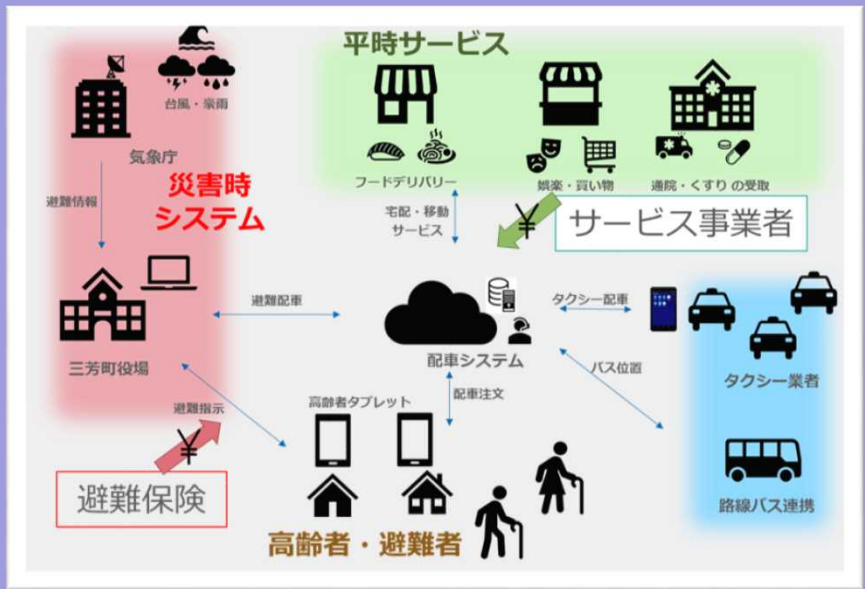 平時サービス
台風・豪雨
気象庁
災害時
システム
避難情報
フードデリバリー
娯楽・買い物
通院・くすり の受取
宅配・移動
サービス
¥
サービス事業者
避難配車
タクシー配車
三芳町役場
配車システム
バス位置
タクシー業者
避難指示
高齢者タブレット
配車注文
¥
避難保険
路線バス連携
高齢者・避難者